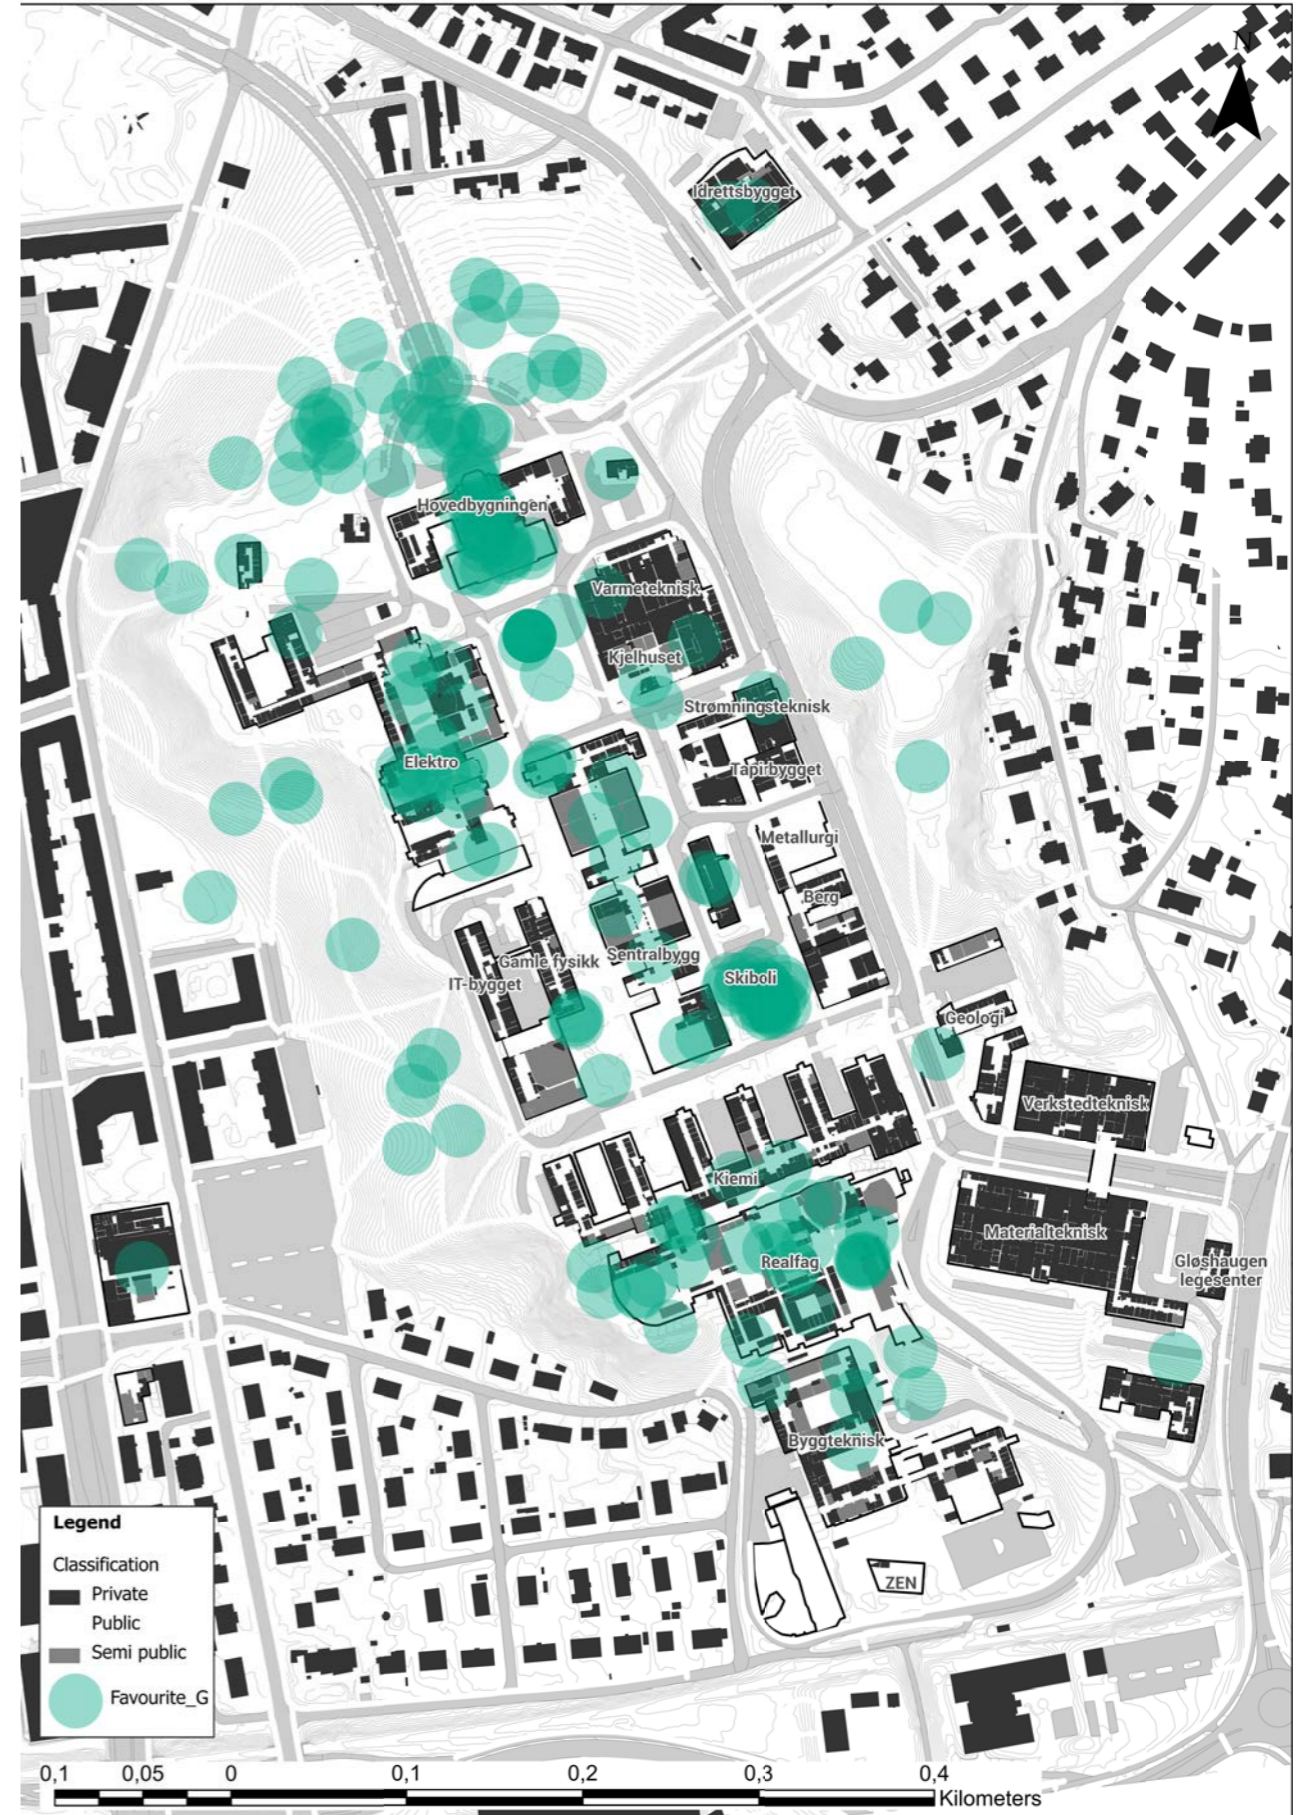 N
Idrettsbygget
Hovedbygningen
Varmeteknisk
Kjelhuset
Strømningsteknisk
Elektro
Tapirbygget
Metallurgi
Berg
Gamle fysikk
Sentralbygg
IT-bygget
Skiboli
Geologi
Verkstedteknisk
Kiemi
Materialteknisk
Realfag
Gløshaugen
legesenter
Byggteknisk
ZEN
Legend
Classification
Private
Public
Semi public
Favourite_G
0,1 0,05 0 0,1 0,2 0,3 0,4
Kilometers